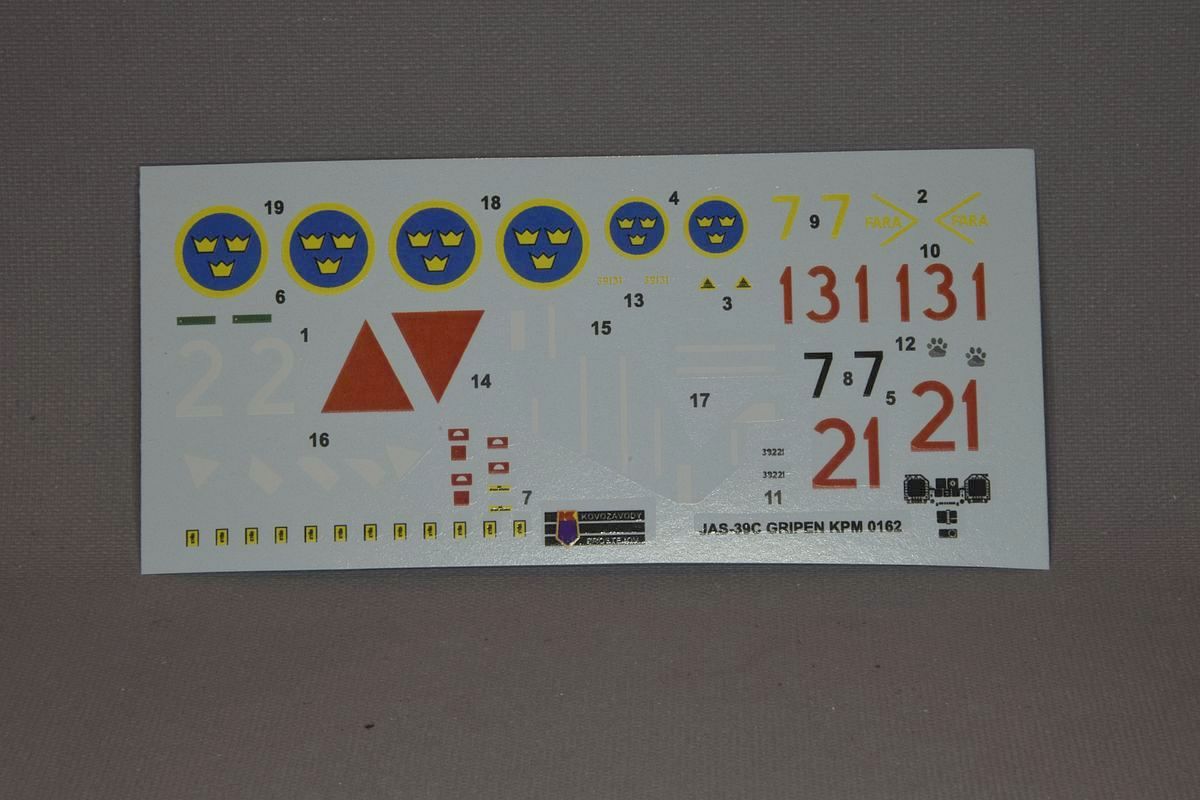 19 18 4 7 9 7 FARA 2 FARA
10
6 39131 39131 13 3 131 131
1 15
2 2 14 7 8 7 12
17 5 21
16 21
39221
39221
7 11
KOVOZÁVODY
PROSTĚJOV
JAS-39C GRIPEN KPM 0162